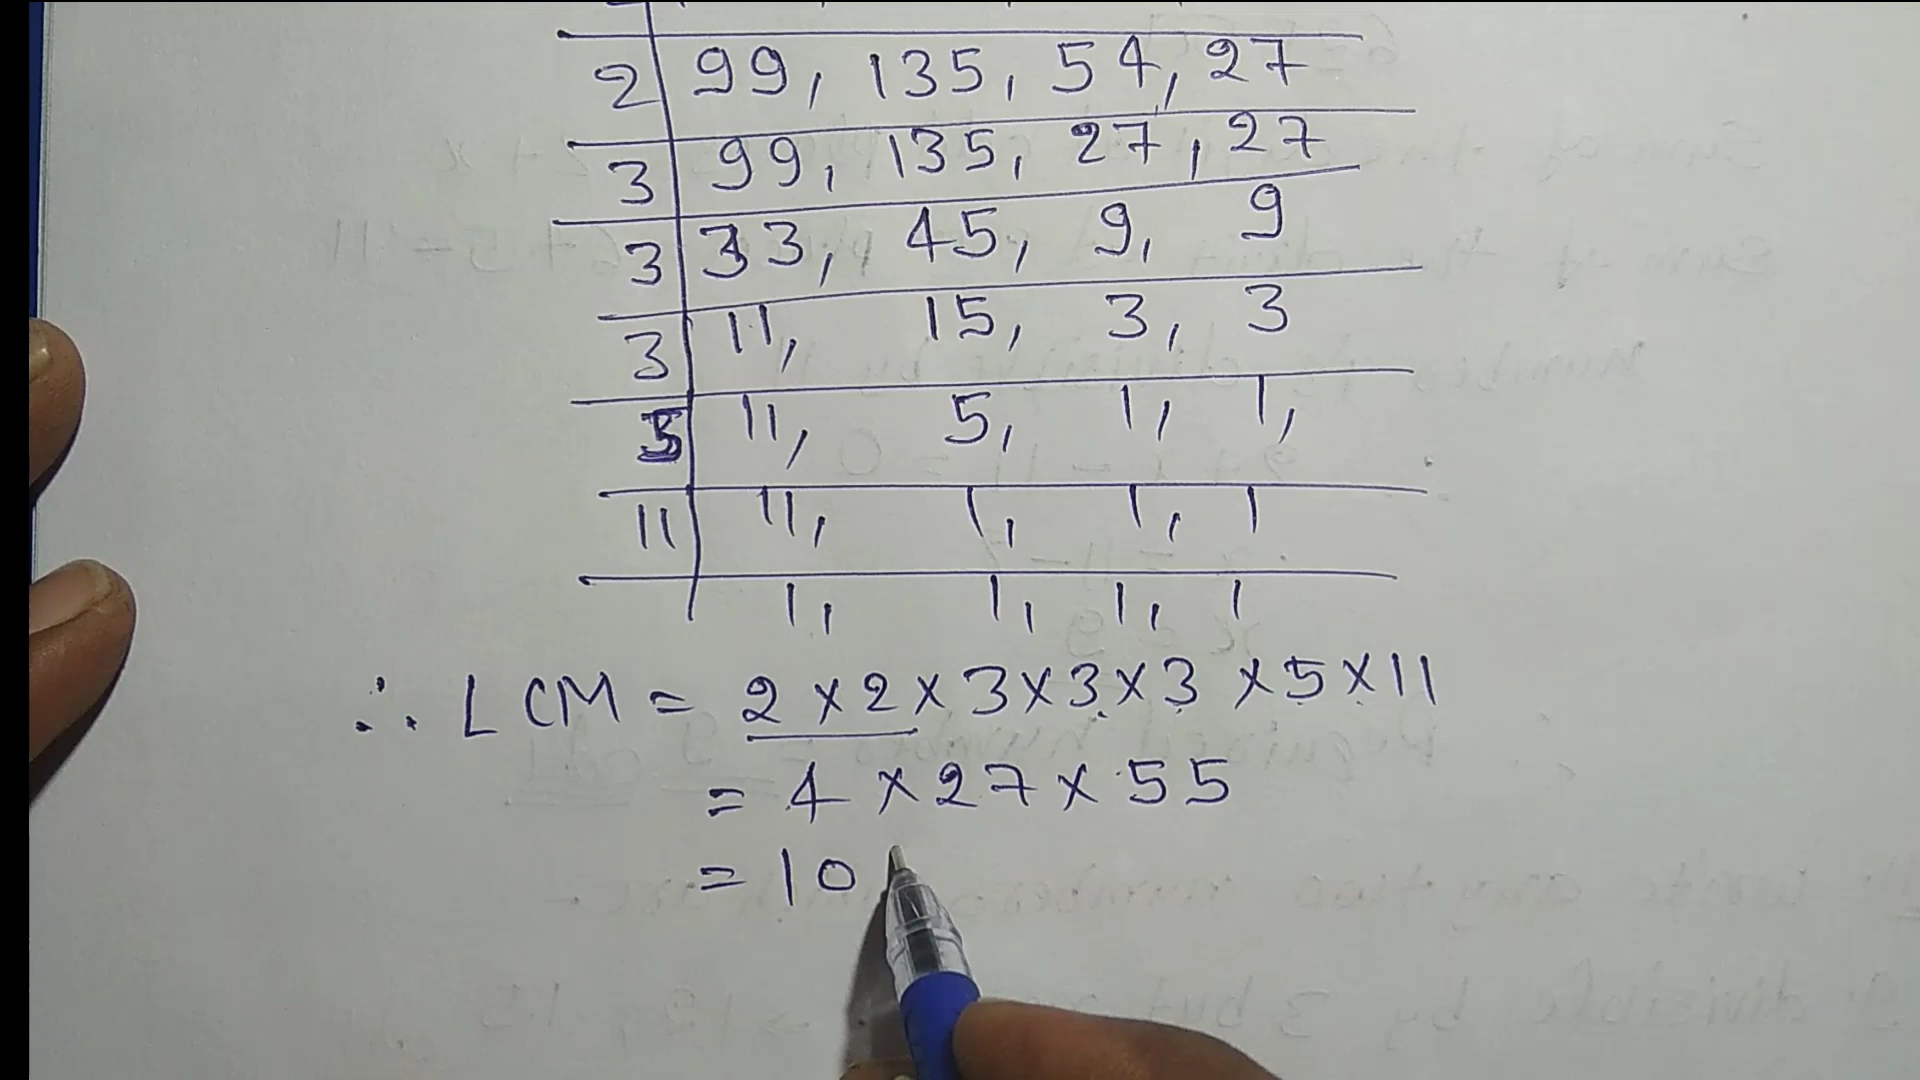 2 99, 135, 54, 27
3 99, 135, 27, 27
3 33, 45, 9, 9
3 11, 15, 3, 3
5 11, 5, 1, 1,
11 11, 1, 1, 1
1, 1, 1, 1
∴ LCM = 2 × 2 × 3 × 3 × 3 × 5 × 11
= 4 × 27 × 55
= 10